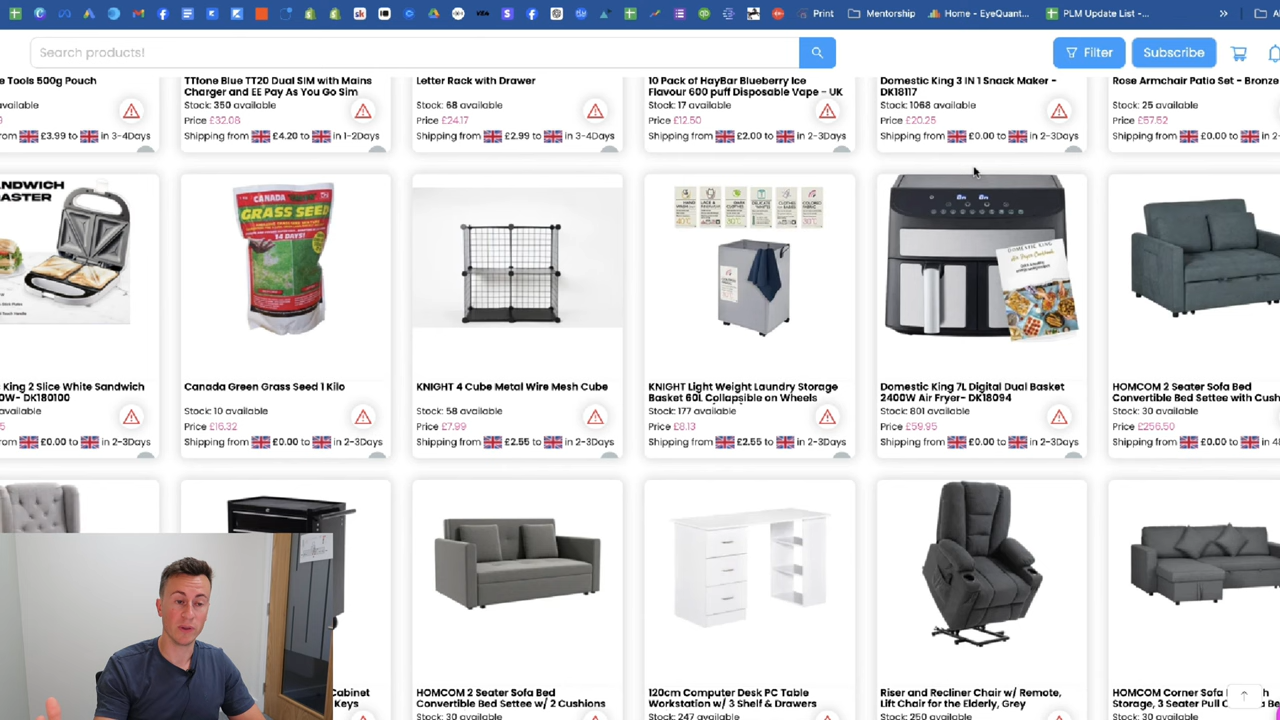 Print
Mentorship
Home - EyeQuant...
PLM Update List -...
»
Search products!
Filter
Subscribe
e Tools 500g Pouch
available
£3.99 to in 3-4Days
TTfone Blue TT20 Dual SIM with Mains
Charger and EE Pay As You Go Sim
Stock: 350 available
Price £32.08
Shipping from £4.20 to in 1-2Days
Letter Rack with Drawer
Stock: 68 available
Price £24.17
Shipping from £2.99 to in 3-4Days
10 Pack of HayBar Blueberry Ice
Flavour 600 puff Disposable Vape - UK
Stock: 17 available
Price £12.50
Shipping from £2.00 to in 2-3Days
Domestic King 3 IN 1 Snack Maker -
DK18117
Stock: 1068 available
Price £20.25
Shipping from £0.00 to in 2-3Days
Rose Armchair Patio Set - Bronze
Stock: 25 available
Price £57.52
Shipping from £0.00 to in 2
NDWICH
ASTER
King 2 Slice White Sandwich
0W- DK180100
available
£0.00 to in 2-3Days
CANADA
GRASS SEED
14 DAYS!
Canada Green Grass Seed 1 Kilo
Stock: 10 available
Price £16.32
Shipping from £0.00 to in 2-3Days
KNIGHT 4 Cube Metal Wire Mesh Cube
Stock: 58 available
Price £7.99
Shipping from £2.55 to in 2-3Days
KNIGHT Light Weight Laundry Storage
Basket 60L Collapsible on Wheels
Stock: 177 available
Price £8.13
Shipping from £2.55 to in 2-3Days
DOMESTIC KING
Air Fryer Cookbook
Domestic King 7L Digital Dual Basket
2400W Air Fryer- DK18094
Stock: 801 available
Price £59.95
Shipping from £0.00 to in 2-3Days
HOMCOM 2 Seater Sofa Bed
Convertible Bed Settee with Cush
Stock: 30 available
Price £256.50
Shipping from £0.00 to in 4
Cabinet
Keys
HOMCOM 2 Seater Sofa Bed
Convertible Bed Settee w/ 2 Cushions
Stock: 30 available
120cm Computer Desk PC Table
Workstation w/ 3 Shelf & Drawers
Stock: 247 available
Riser and Recliner Chair w/ Remote,
Lift Chair for the Elderly, Grey
Stock: 250 available
HOMCOM Corner Sofa
Storage, 3 Seater Pull
Stock: 30 available